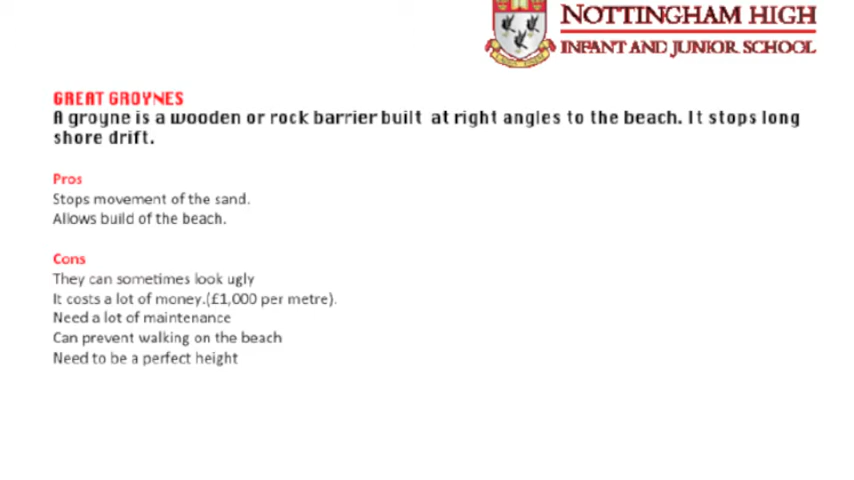 NOTTINGHAM HIGH
INFANT AND JUNIOR SCHOOL
GREAT GROYNES
A groyne is a wooden or rock barrier built at right angles to the beach. It stops long
shore drift.
Pros
Stops movement of the sand.
Allows build of the beach.
Cons
They can sometimes look ugly
It costs a lot of money.(£1,000 per metre).
Need a lot of maintenance
Can prevent walking on the beach
Need to be a perfect height